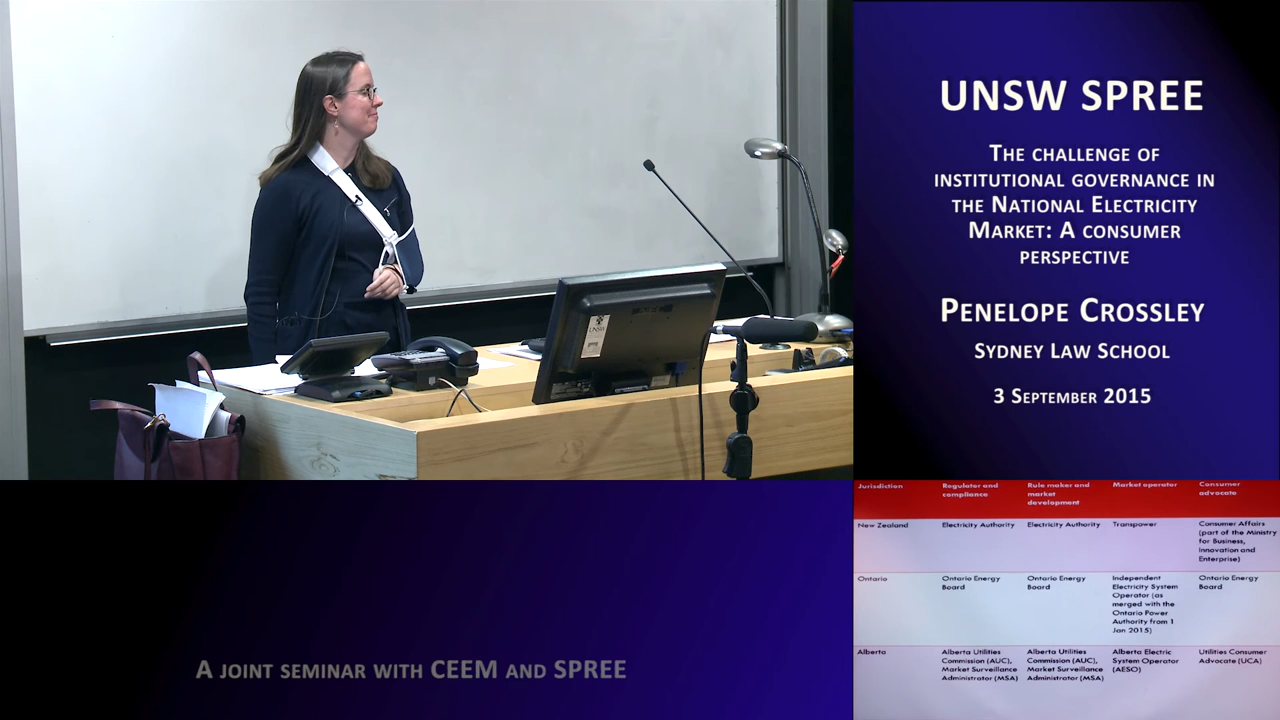 UNSW SPREE
THE CHALLENGE OF
INSTITUTIONAL GOVERNANCE IN
THE NATIONAL ELECTRICITY
MARKET: A CONSUMER
PERSPECTIVE
PENELOPE CROSSLEY
SYDNEY LAW SCHOOL
3 SEPTEMBER 2015
UNSW
Jurisdiction
Regulator and
compliance
Rule maker and
market
development
Market operator
Consumer
advocate
New Zealand
Electricity Authority
Electricity Authority
Transpower
Consumer Affairs
(part of the Ministry
for Business,
Innovation and
Enterprise)
Ontario
Ontario Energy
Board
Ontario Energy
Board
Independent
Electricity System
Operator (as
merged with the
Ontario Power
Authority from 1
Jan 2015)
Ontario Energy
Board
Alberta
Alberta Utilities
Commission (AUC),
Market Surveillance
Administrator (MSA)
Alberta Utilities
Commission (AUC),
Market Surveillance
Administrator (MSA)
Alberta Electric
System Operator
(AESO)
Utilities Consumer
Advocate (UCA)
A JOINT SEMINAR WITH CEEM AND SPREE